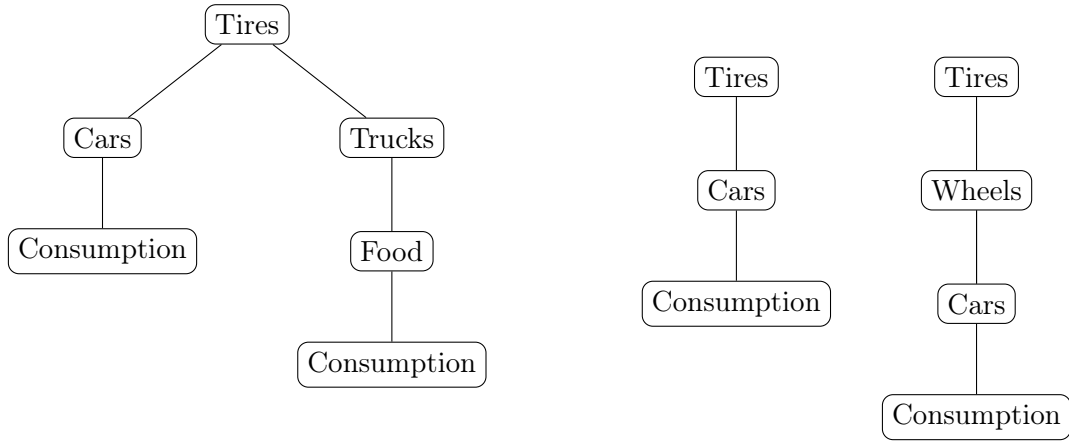 Tires
Cars
Trucks
Consumption
Food
Consumption
Tires
Cars
Consumption
Tires
Wheels
Cars
Consumption